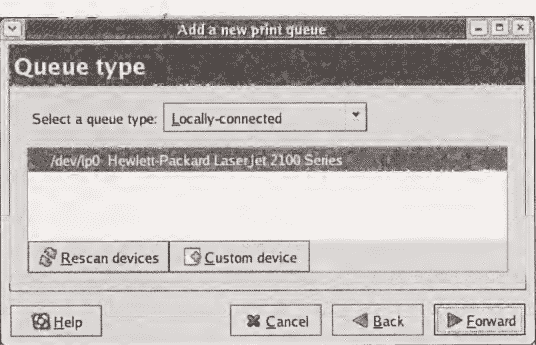 Add a new print queue
Queue type
Select a queue type: Locally-connected
/dev/lp0 Hewlett-Packard LaserJet 2100 Series
Rescan devices Custom device
Help Cancel Back Forward